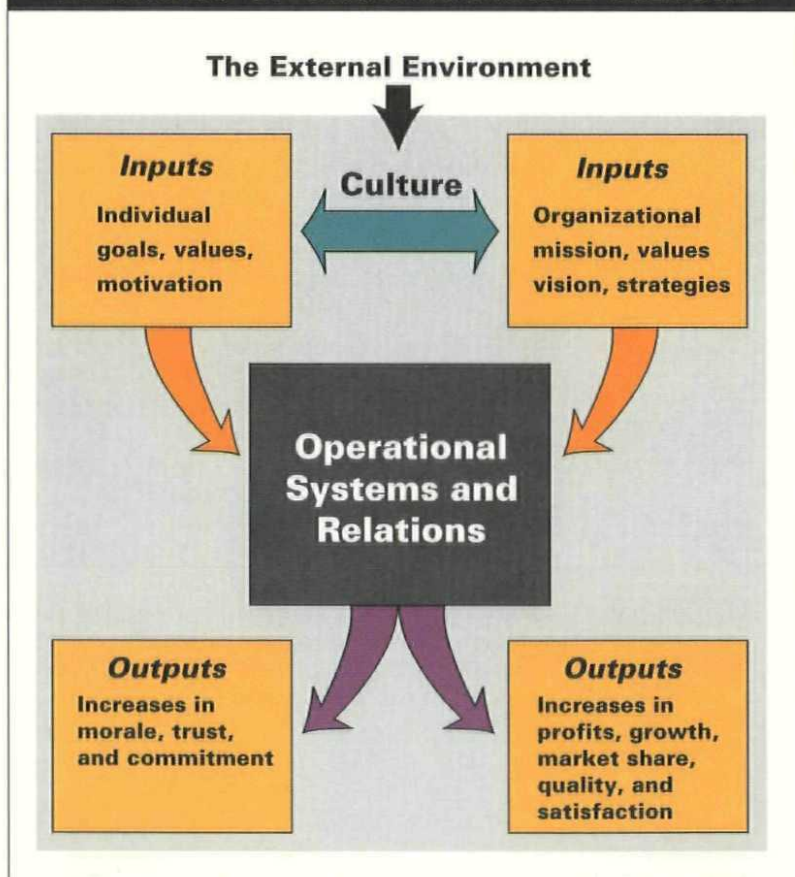 The External Environment
Inputs
Individual
goals, values,
motivation
Culture
Inputs
Organizational
mission, values
vision, strategies
Operational
Systems and
Relations
Outputs
Increases in
morale, trust,
and commitment
Outputs
Increases in
profits, growth,
market share,
quality, and
satisfaction